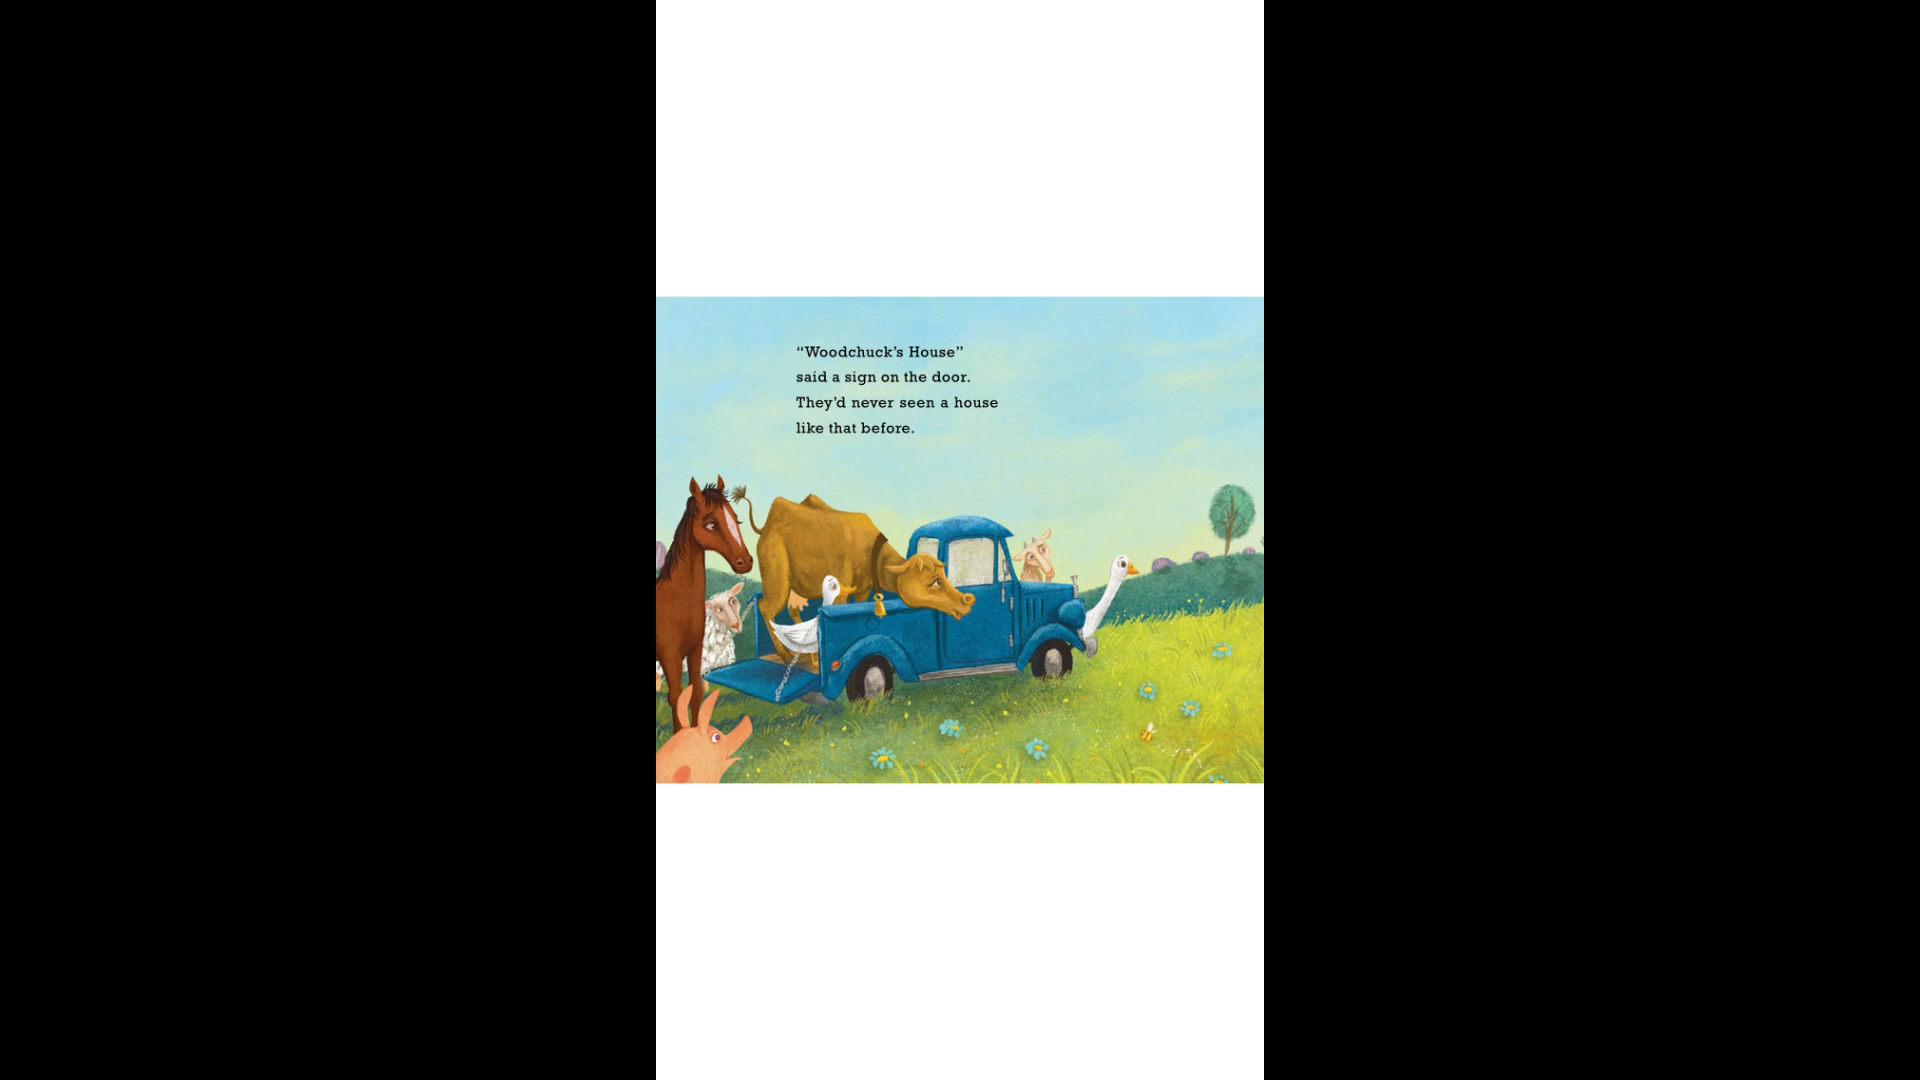 “Woodchuck’s House”
said a sign on the door.
They’d never seen a house
like that before.